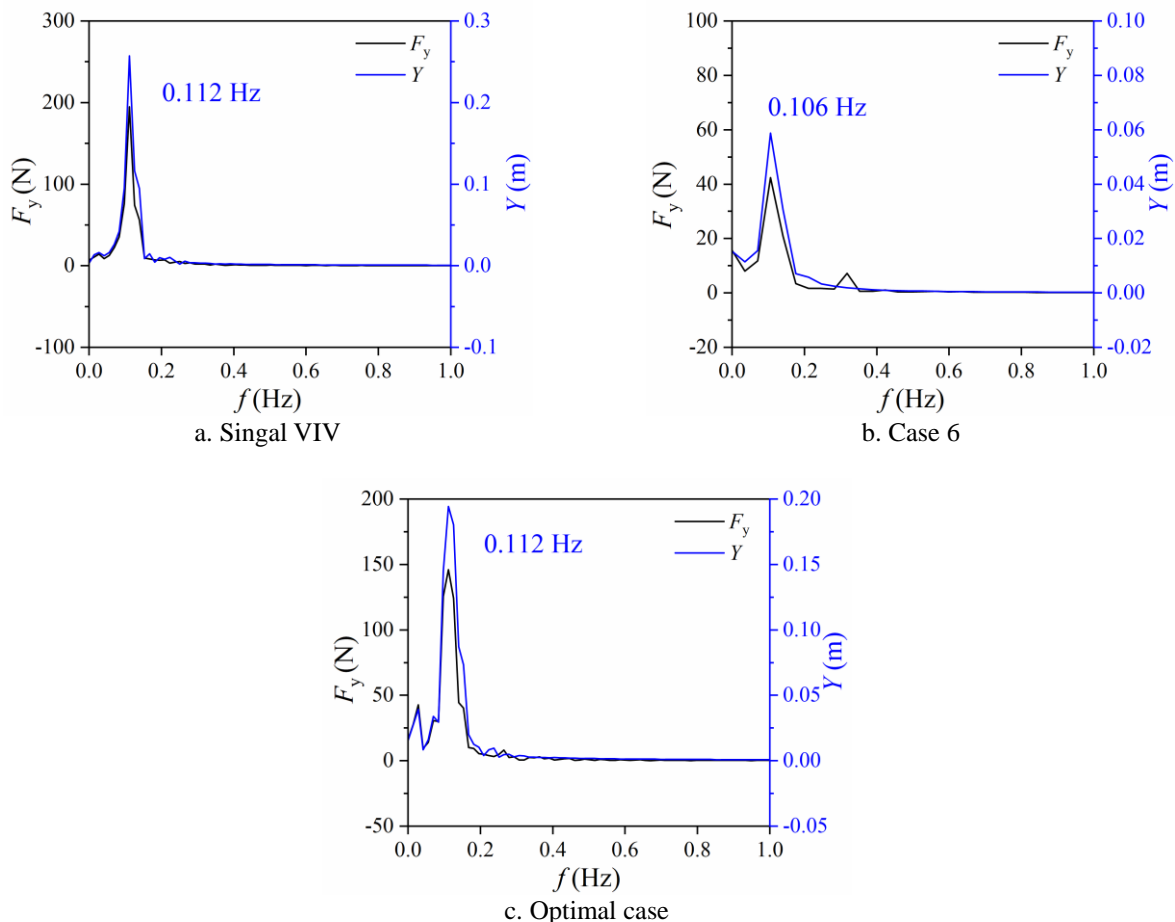 300
200
100
0
-100
0.3
0.2
0.1
0.0
-0.1
0.0 0.2 0.4 0.6 0.8 1.0
F_y (N)
Y (m)
f (Hz)
F_y
Y
0.112 Hz
a. Singal VIV
100
80
60
40
20
0
-20
0.10
0.08
0.06
0.04
0.02
0.00
-0.02
0.0 0.2 0.4 0.6 0.8 1.0
F_y (N)
Y (m)
f (Hz)
F_y
Y
0.106 Hz
b. Case 6
200
150
100
50
0
-50
0.20
0.15
0.10
0.05
0.00
-0.05
0.0 0.2 0.4 0.6 0.8 1.0
F_y (N)
Y (m)
f (Hz)
F_y
Y
0.112 Hz
c. Optimal case